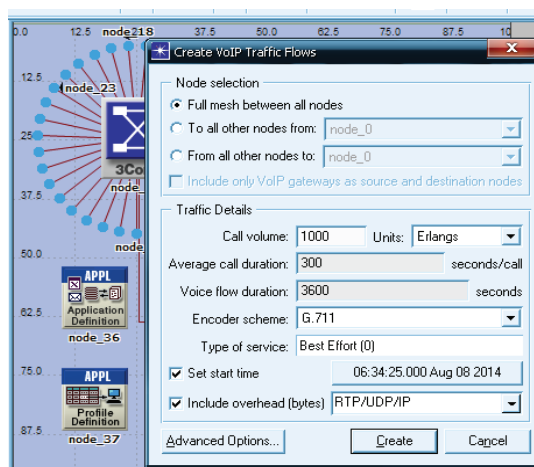 0.0 12.5 node_218 37.5 50.0 62.5 75.0 87.5
Create VoIP Traffic Flows
X
12.5
node_23
25
3Co
node_
37.5
node_
50.0
APPL
Application
Definition
62.5
node_36
75.0
APPL
Profile
Definition
87.5
node_37
Node selection
Full mesh between all nodes
To all other nodes from: node_0
From all other nodes to: node_0
Include only VoIP gateways as source and destination nodes
Traffic Details
Call volume: 1000 Units: Erlangs
Average call duration: 300 seconds/call
Voice flow duration: 3600 seconds
Encoder scheme: G.711
Type of service: Best Effort (0)
Set start time 06:34:25.000 Aug 08 2014
Include overhead (bytes) RTP/UDP/IP
Advanced Options... Create Cancel